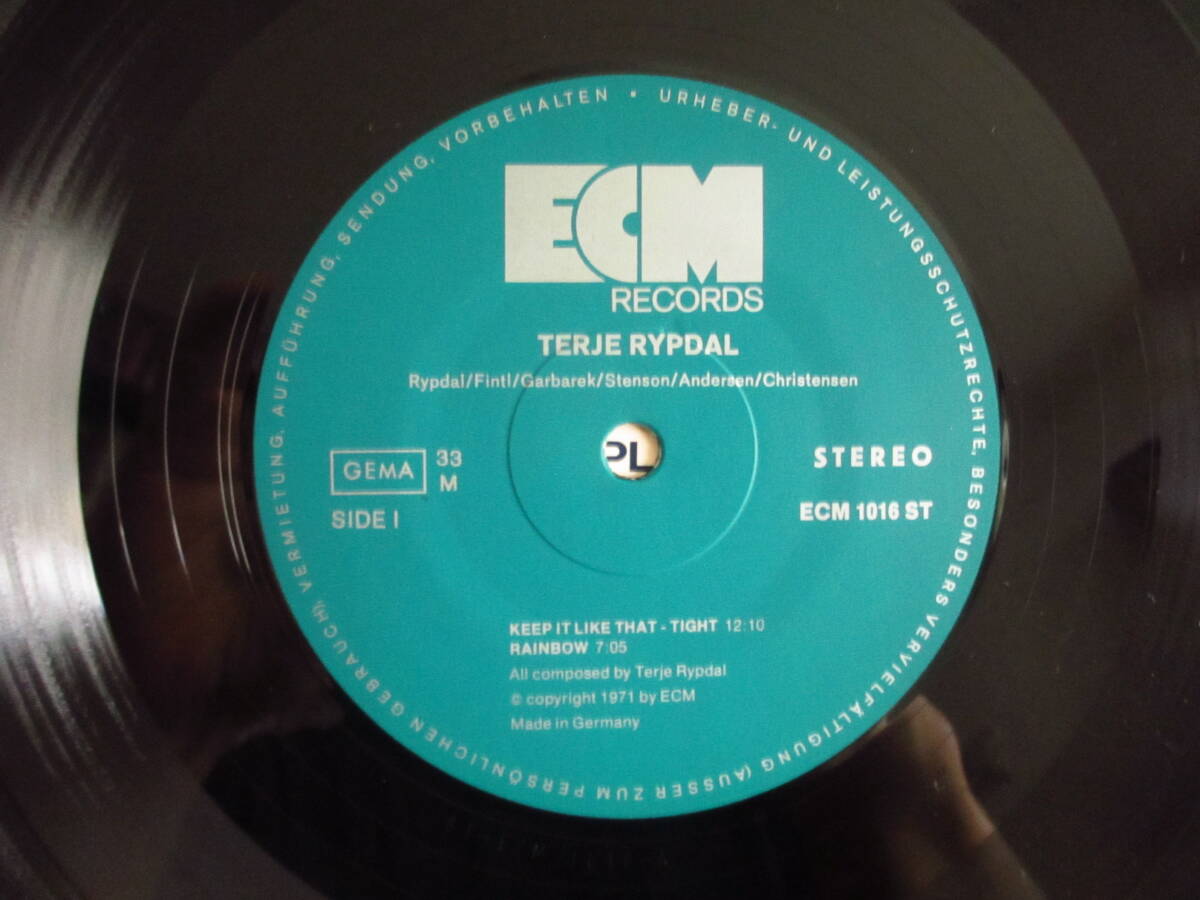 URHEBER- UND LEISTUNGSSCHUTZRECHTE, BESONDERS VERVIELFÄLTIGUNG (AUSSER ZUM PERSÖNLICHEN GEBRAUCH), VERMIETUNG, AUFFÜHRUNG, SENDUNG, VORBEHALTEN •
ECM
RECORDS
TERJE RYPDAL
Rypdal/Fintl/Garbarek/Stenson/Andersen/Christensen
GEMA 33
M
SIDE I
PL
STEREO
ECM 1016 ST
KEEP IT LIKE THAT - TIGHT 12:10
RAINBOW 7:05
All composed by Terje Rypdal
© copyright 1971 by ECM
Made in Germany